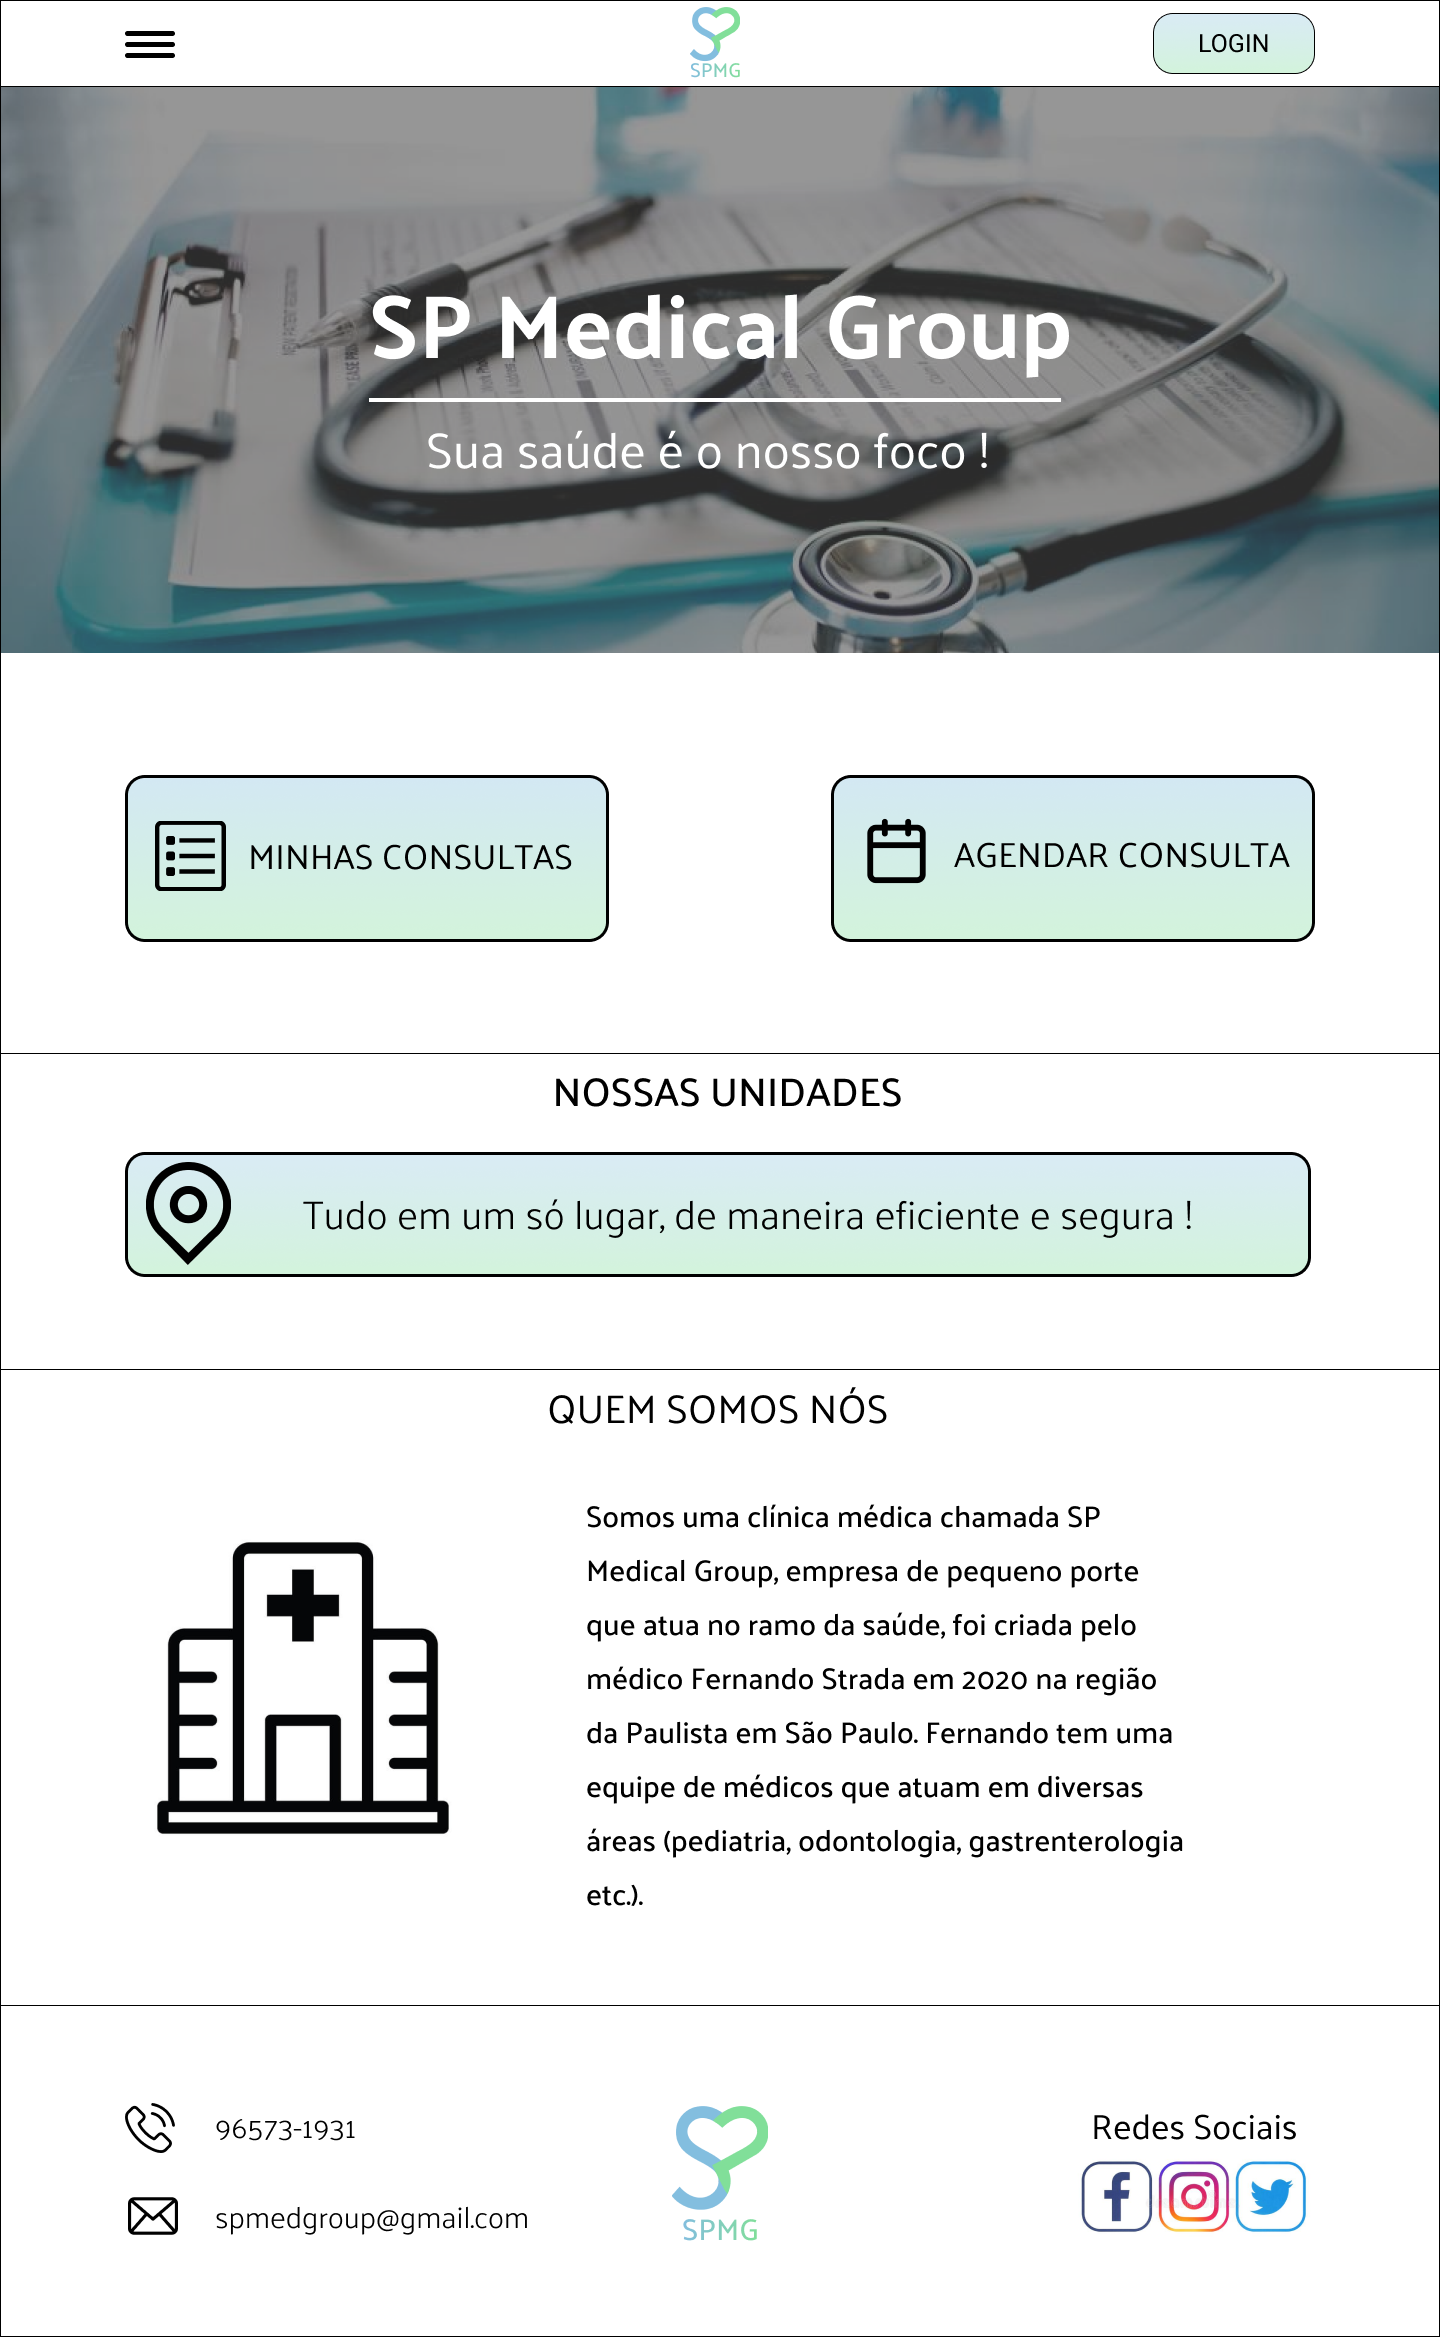 SPMG
LOGIN
SP Medical Group
Sua saúde é o nosso foco !
MINHAS CONSULTAS
AGENDAR CONSULTA
NOSSAS UNIDADES
Tudo em um só lugar, de maneira eficiente e segura !
QUEM SOMOS NÓS
Somos uma clínica médica chamada SP
Medical Group, empresa de pequeno porte
que atua no ramo da saúde, foi criada pelo
médico Fernando Strada em 2020 na região
da Paulista em São Paulo. Fernando tem uma
equipe de médicos que atuam em diversas
áreas (pediatria, odontologia, gastrenterologia
etc.).
96573-1931
spmedgroup@gmail.com
SPMG
Redes Sociais